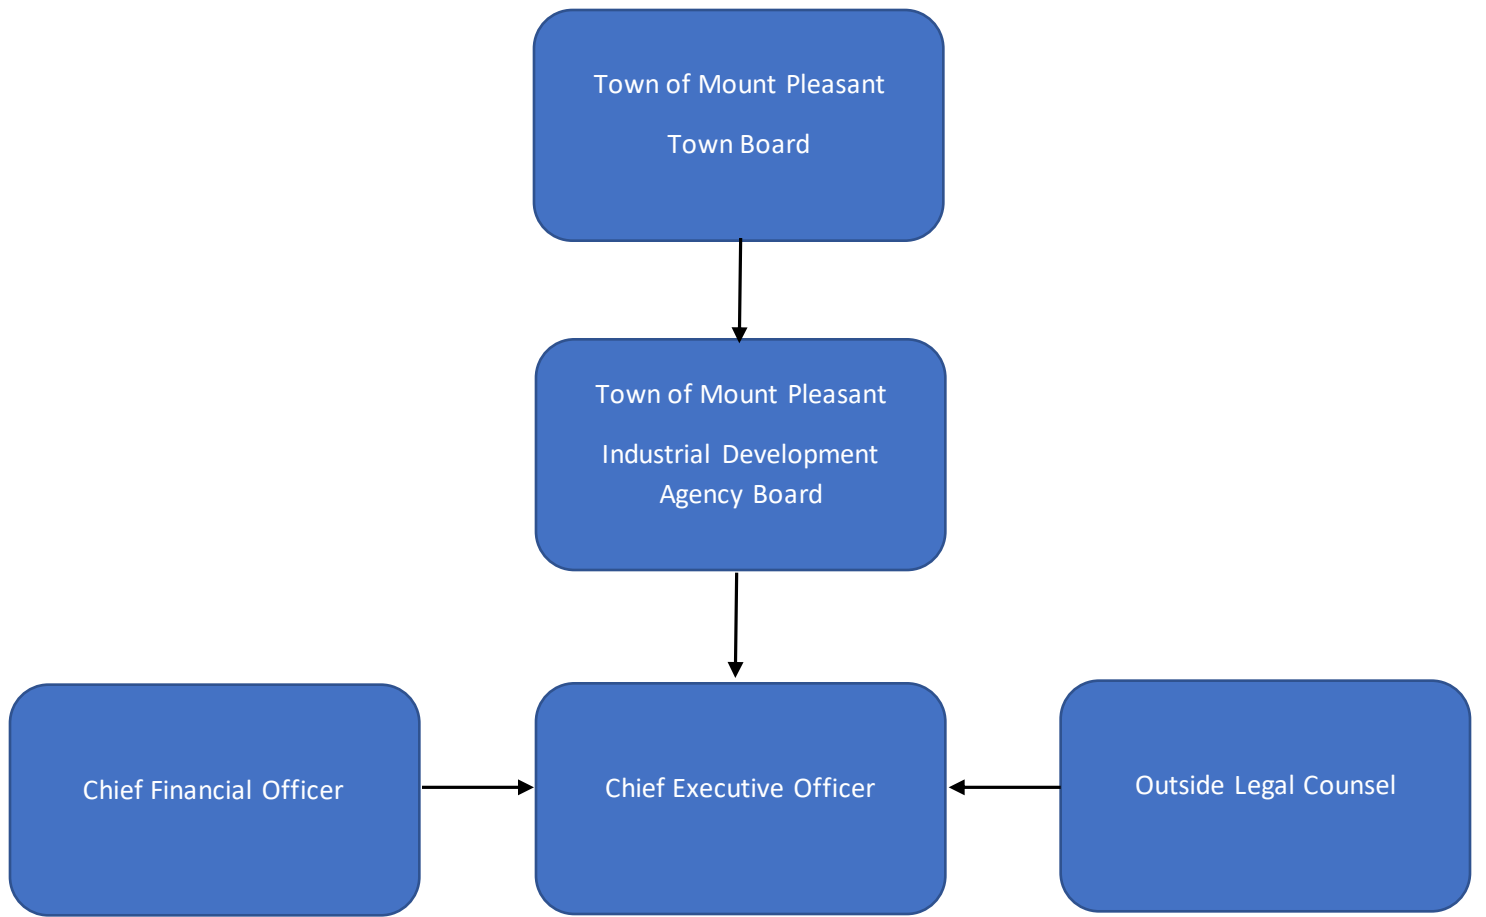 Town of Mount Pleasant
Town Board
Town of Mount Pleasant
Industrial Development
Agency Board
Chief Financial Officer
Chief Executive Officer
Outside Legal Counsel